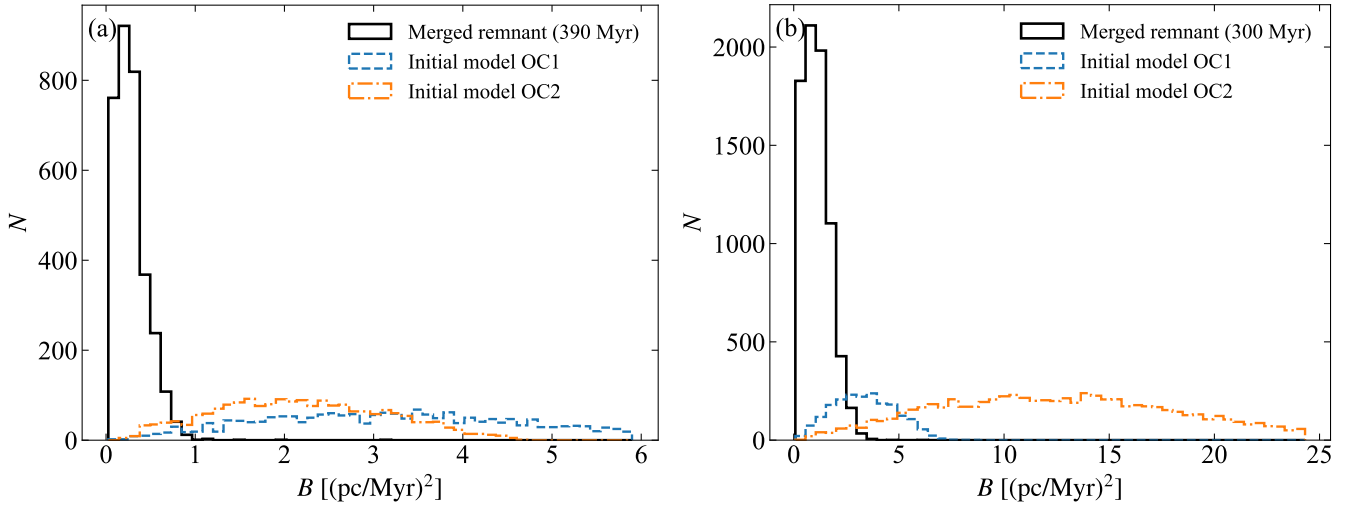 (a)
Merged remnant (390 Myr)
Initial model OC1
Initial model OC2
800
600
400
200
0
N
0 1 2 3 4 5 6
B [(pc/Myr)²]
(b)
Merged remnant (300 Myr)
Initial model OC1
Initial model OC2
2000
1500
1000
500
0
N
0 5 10 15 20 25
B [(pc/Myr)²]